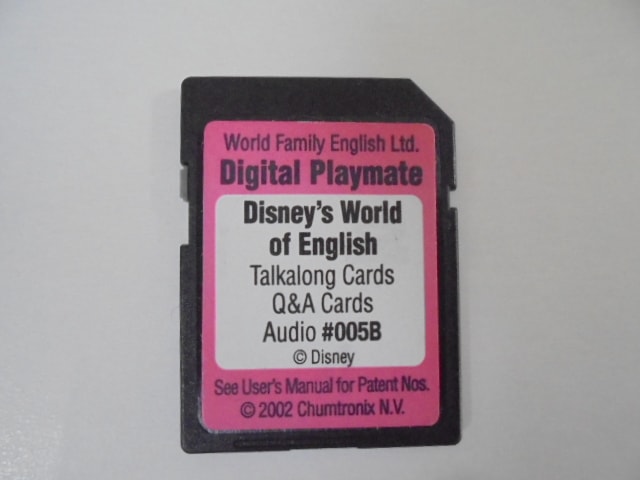 World Family English Ltd.
Digital Playmate
Disney's World
of English
Talkalong Cards
Q&A Cards
Audio #005B
© Disney
See User's Manual for Patent Nos.
© 2002 Chumtronix N.V.